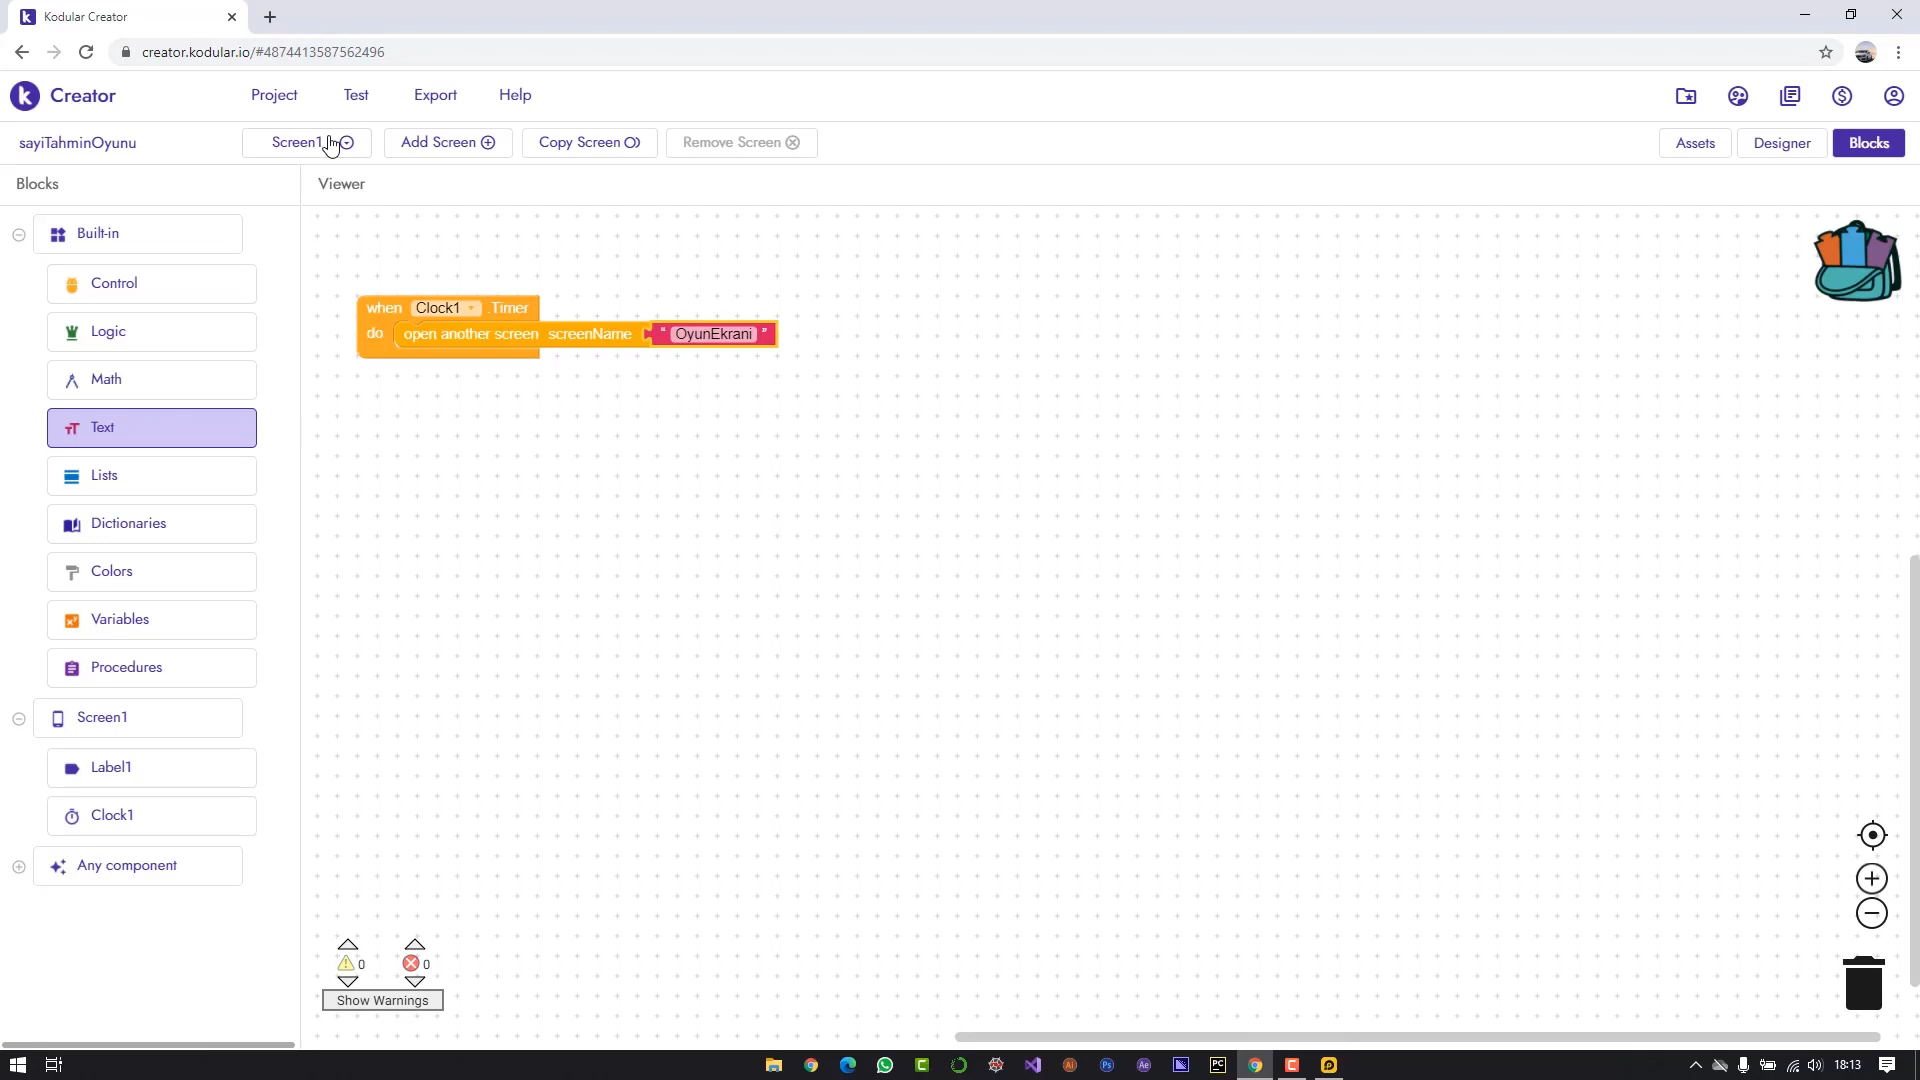 Kodular Creator
creator.kodular.io/#4874413587562496
Creator
Project
Test
Export
Help
sayiTahminOyunu
Screen1
Add Screen
Copy Screen
Remove Screen
Assets
Designer
Blocks
Blocks
Viewer
Built-in
Control
Logic
Math
Text
Lists
Dictionaries
Colors
Variables
Procedures
Screen1
Label1
Clock1
Any component
when Clock1 .Timer
do open another screen screenName " OyunEkrani "
0
0
Show Warnings
18:13